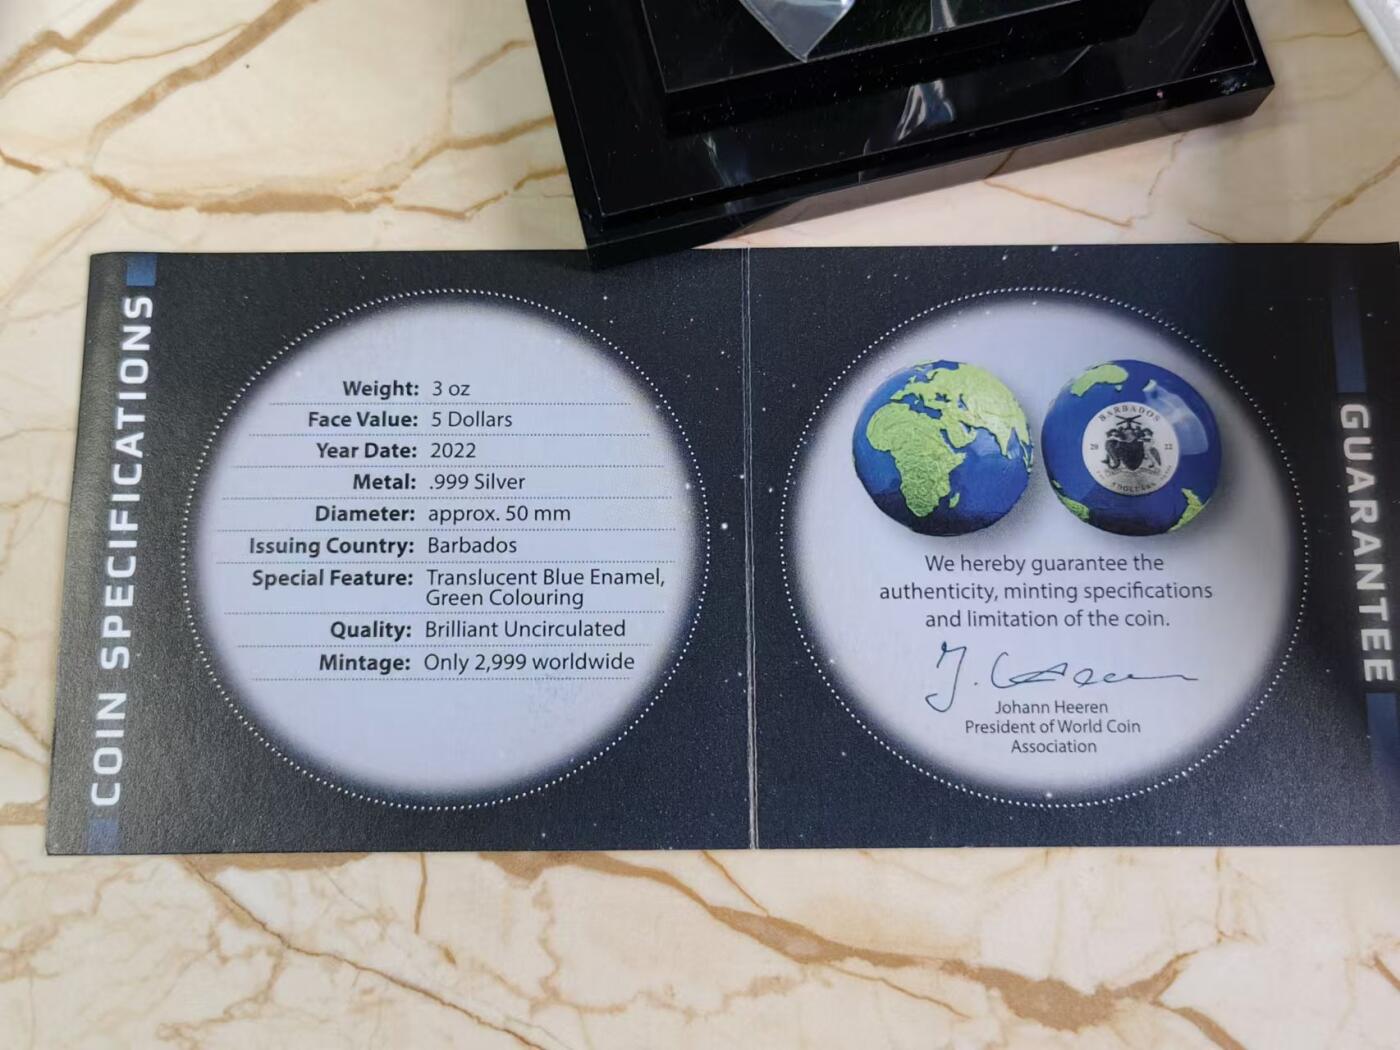 COIN SPECIFICATIONS
Weight: 3 oz
Face Value: 5 Dollars
Year Date: 2022
Metal: .999 Silver
Diameter: approx. 50 mm
Issuing Country: Barbados
Special Feature: Translucent Blue Enamel,
Green Colouring
Quality: Brilliant Uncirculated
Mintage: Only 2,999 worldwide
GUARANTEE
BARBADOS
20 22
5 DOLLARS
We hereby guarantee the
authenticity, minting specifications
and limitation of the coin.
J. Heeren
Johann Heeren
President of World Coin
Association